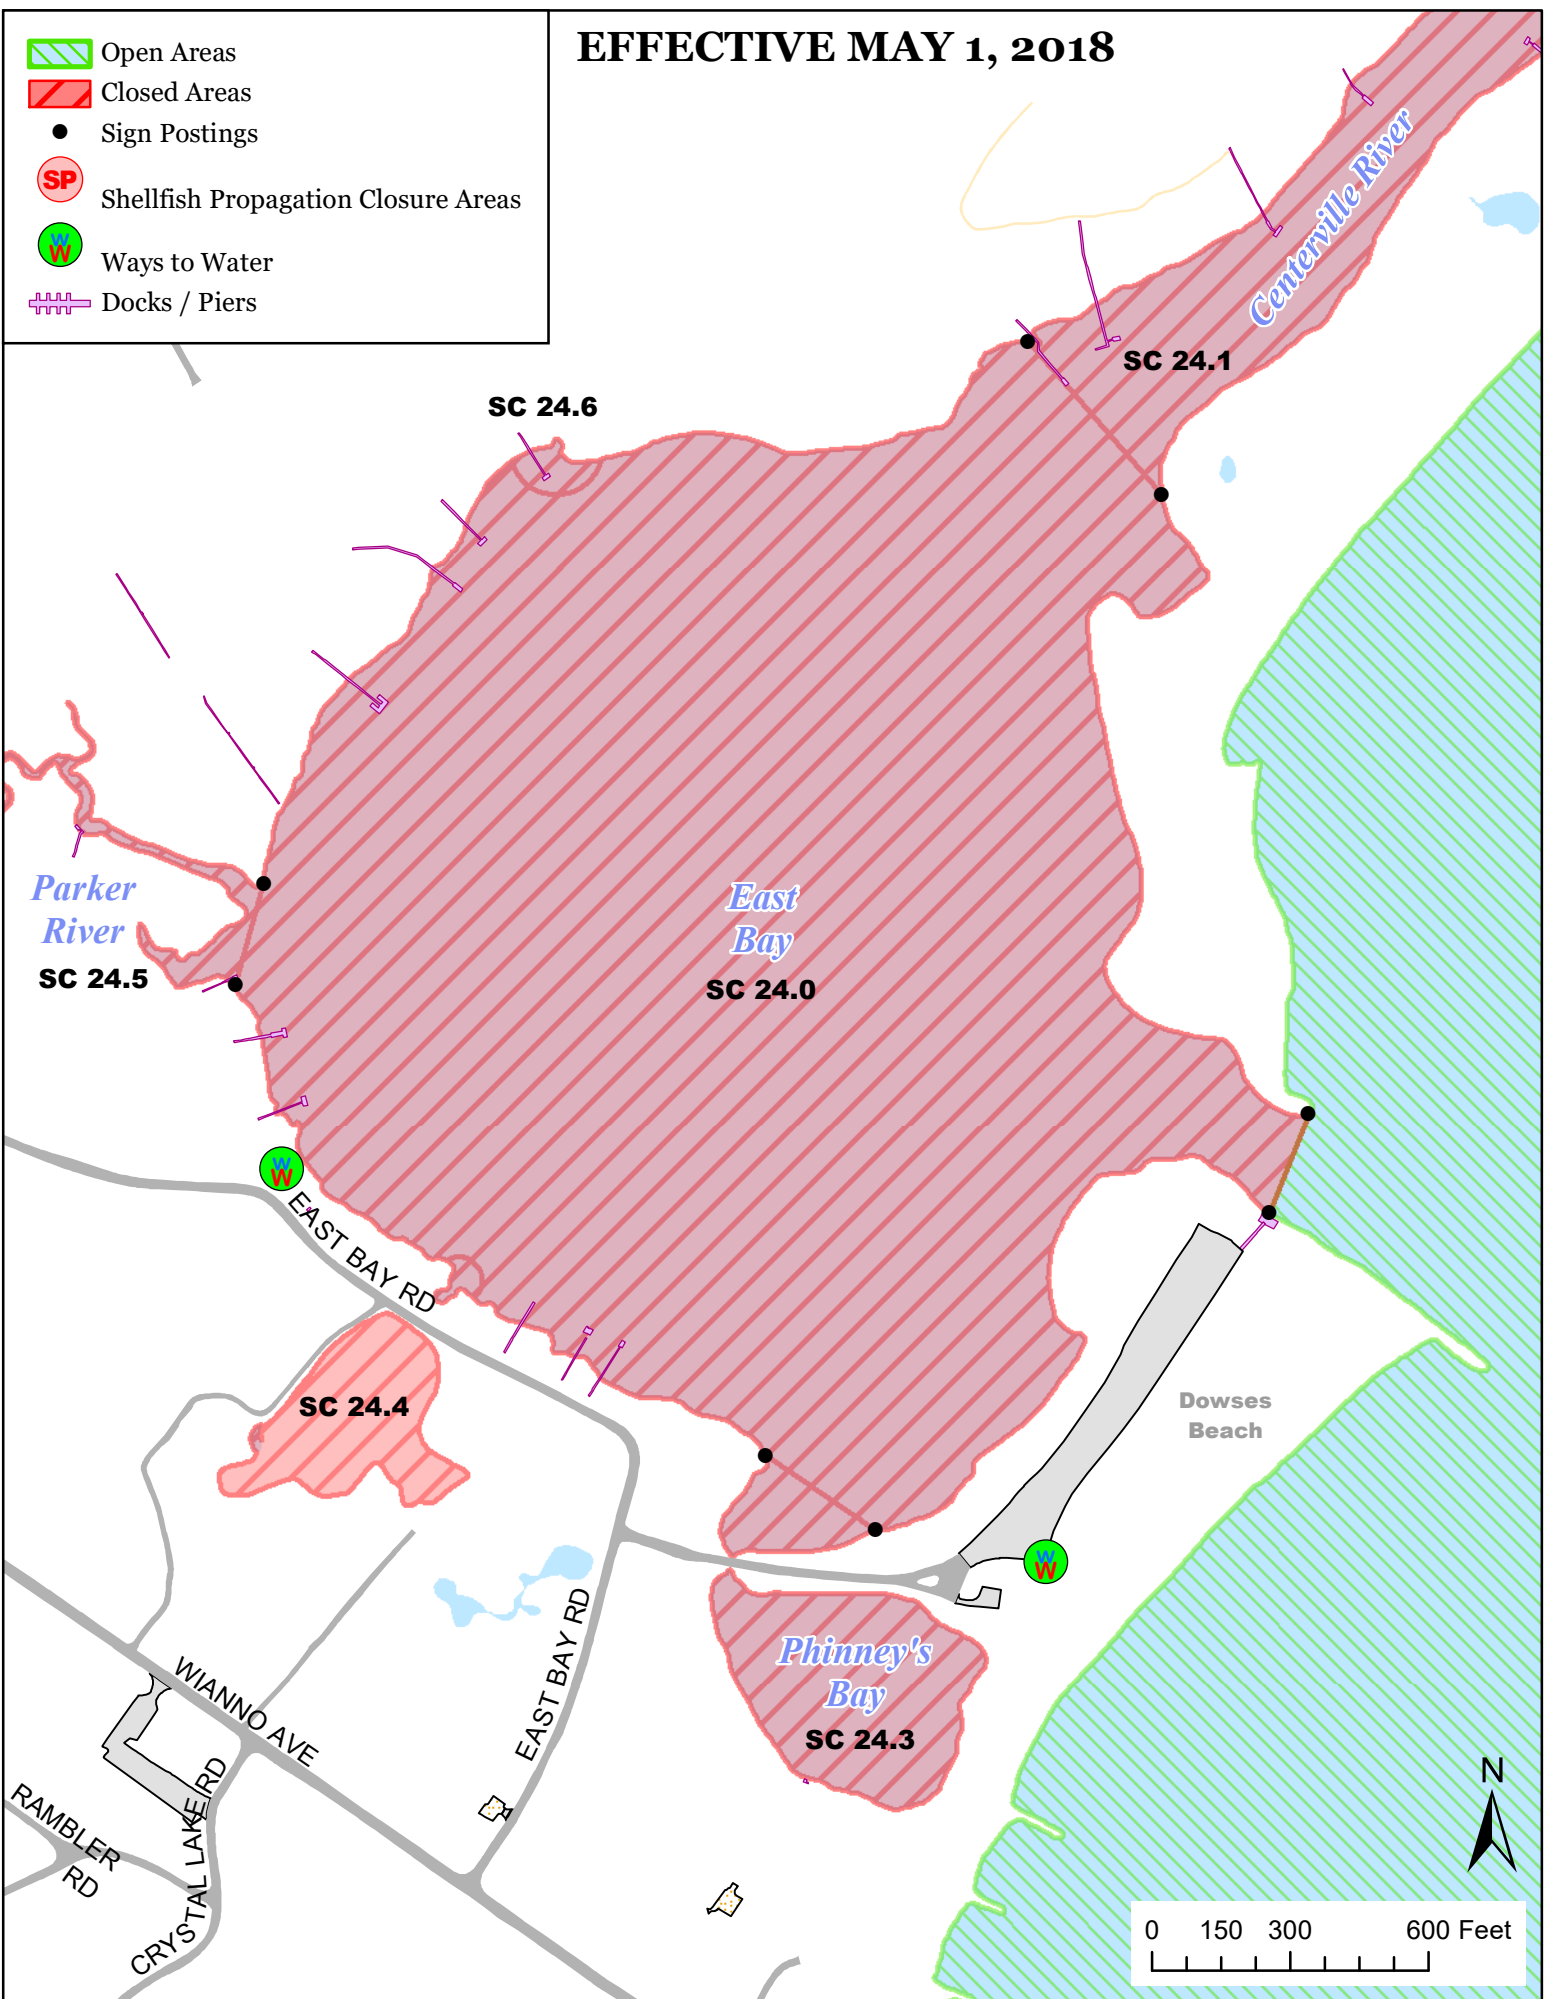 EFFECTIVE MAY 1, 2018
Open Areas
Closed Areas
Sign Postings
SP
Shellfish Propagation Closure Areas
W
W
Ways to Water
Docks / Piers
Centerville River
SC 24.1
SC 24.6
Parker
River
SC 24.5
East
Bay
SC 24.0
W
W
EAST BAY RD
SC 24.4
Dowses
Beach
W
W
EAST BAY RD
Phinney's
Bay
SC 24.3
WIANNO AVE
RAMBLER
RD
CRYSTAL LAKE RD
N
0 150 300 600 Feet